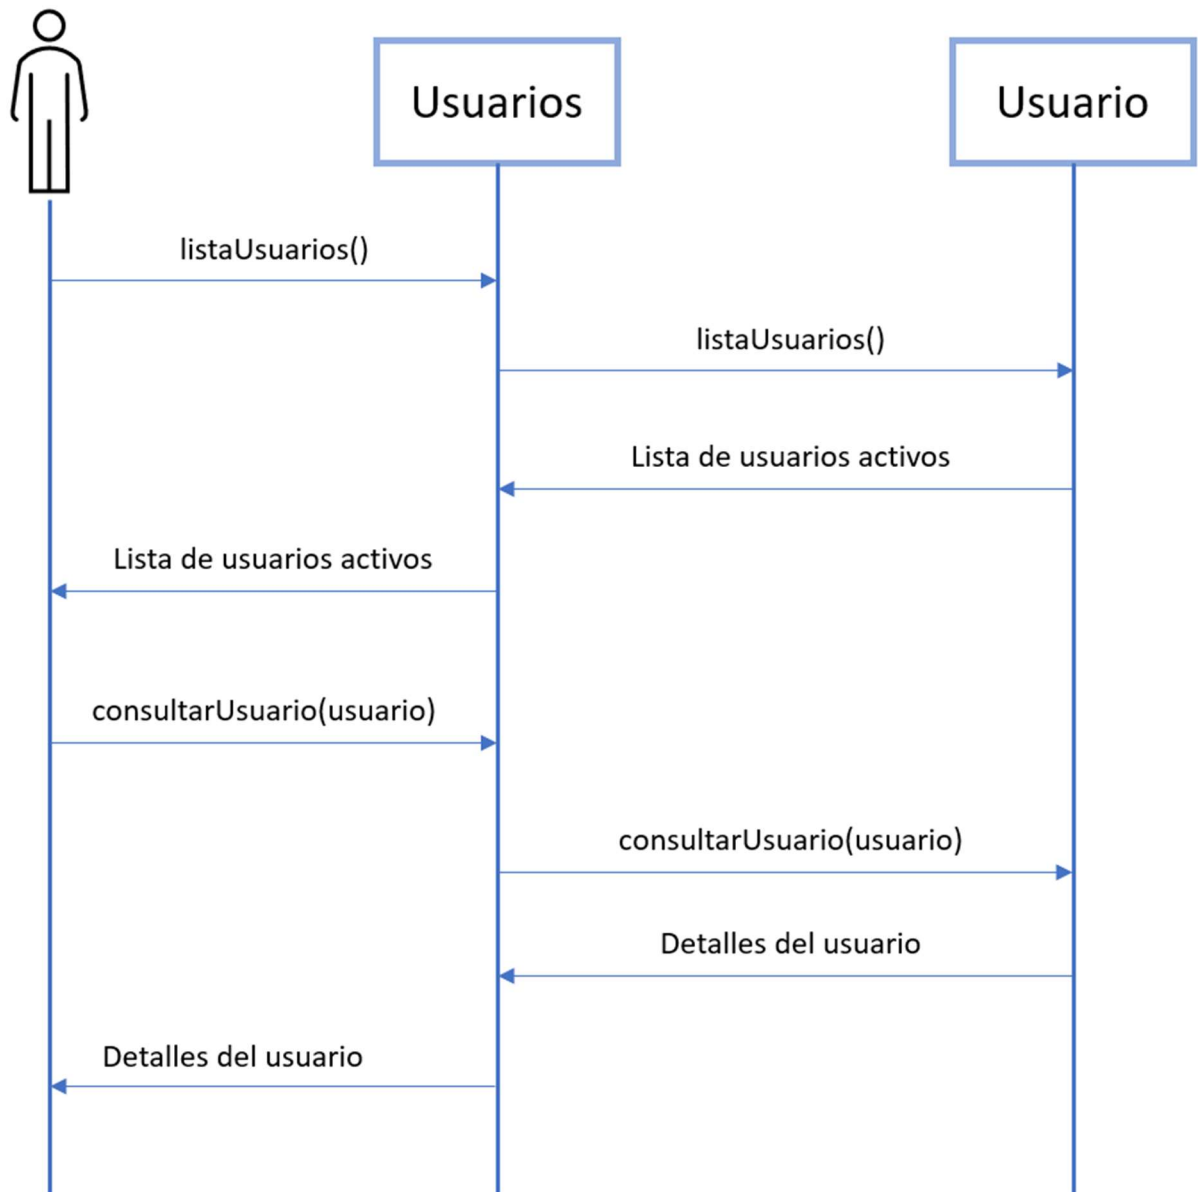 Usuarios
Usuario
listaUsuarios()
listaUsuarios()
Lista de usuarios activos
Lista de usuarios activos
consultarUsuario(usuario)
consultarUsuario(usuario)
Detalles del usuario
Detalles del usuario